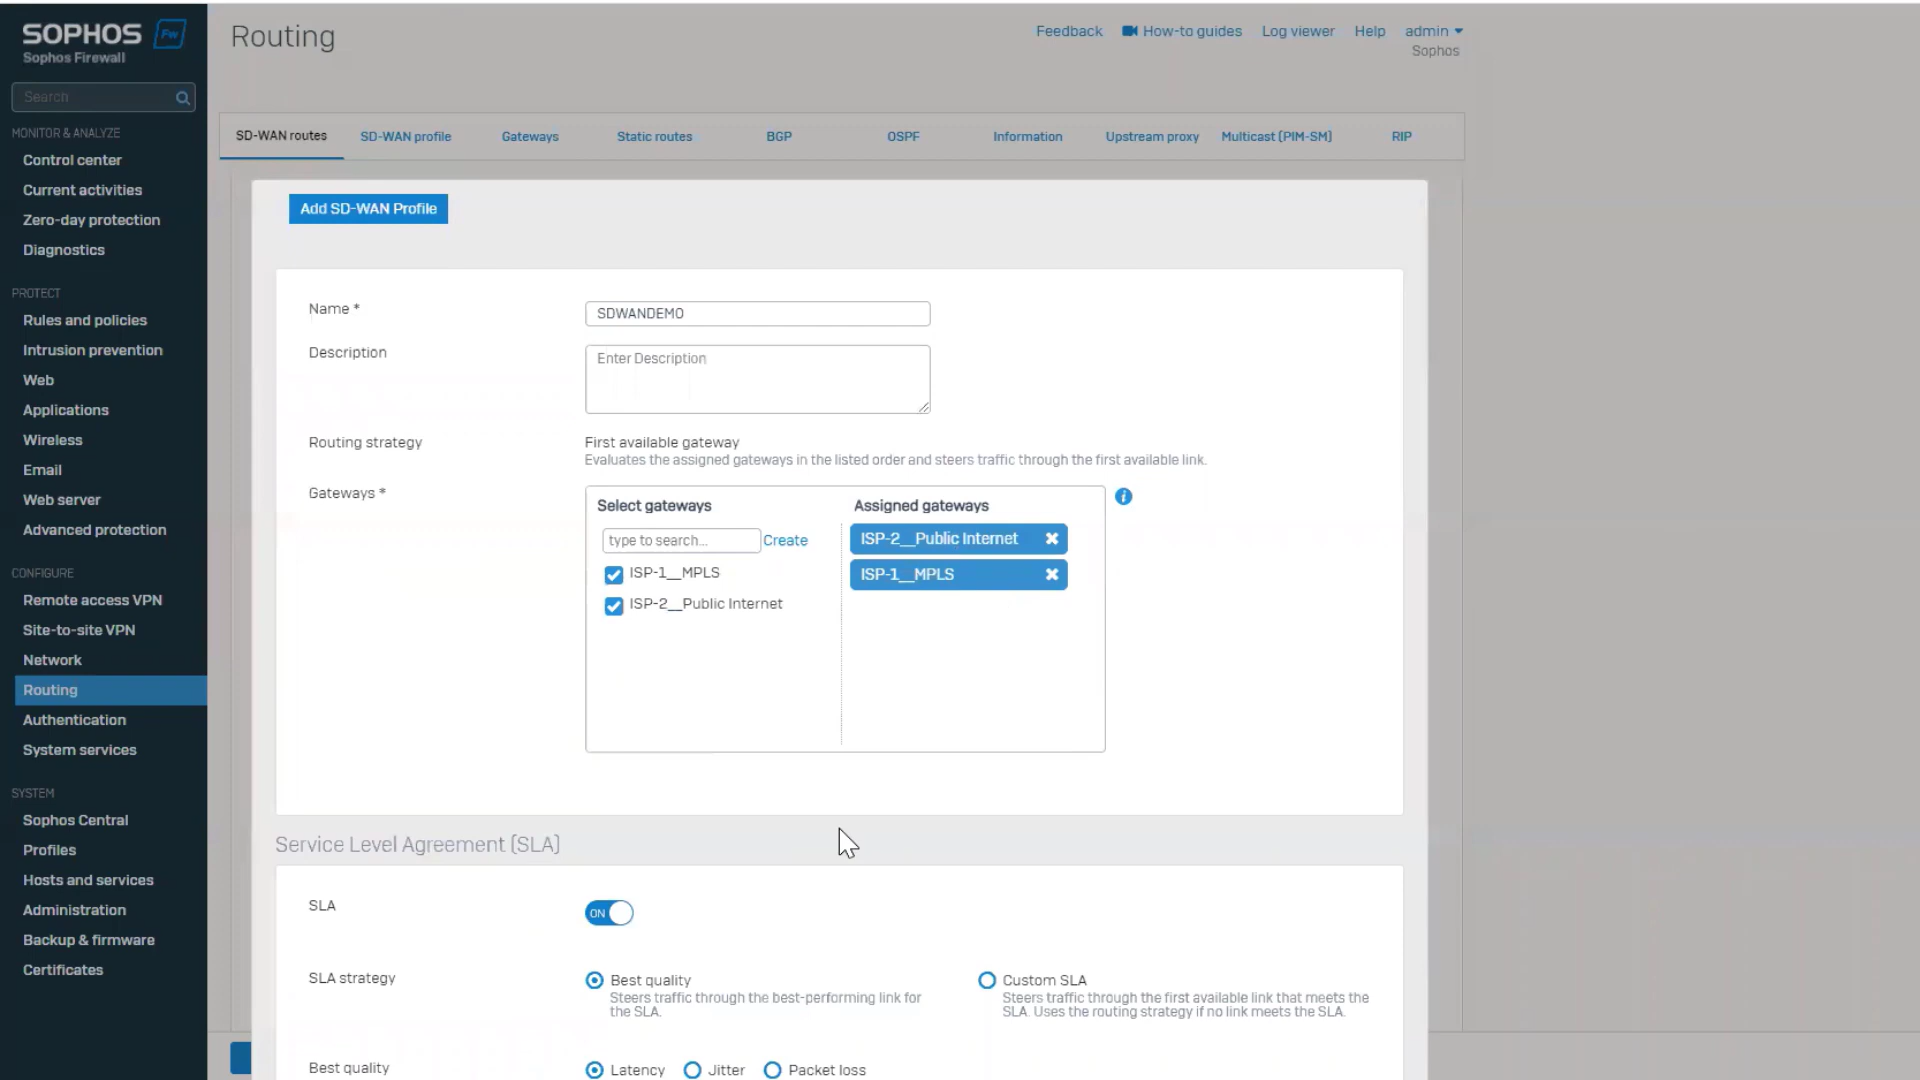 SOPHOS Fw
Sophos Firewall
Search
MONITOR & ANALYZE
Control center
Current activities
Zero-day protection
Diagnostics
PROTECT
Rules and policies
Intrusion prevention
Web
Applications
Wireless
Email
Web server
Advanced protection
CONFIGURE
Remote access VPN
Site-to-site VPN
Network
Routing
Authentication
System services
SYSTEM
Sophos Central
Profiles
Hosts and services
Administration
Backup & firmware
Certificates
Routing
Feedback How-to guides Log viewer Help admin
Sophos
SD-WAN routes SD-WAN profile Gateways Static routes BGP OSPF Information Upstream proxy Multicast (PIM-SM) RIP
Add SD-WAN Profile
Name * SDWANDEMO
Description Enter Description
Routing strategy First available gateway
Evaluates the assigned gateways in the listed order and steers traffic through the first available link.
Gateways *
Select gateways Assigned gateways
type to search... Create ISP-2__Public Internet
ISP-1__MPLS ISP-1__MPLS
ISP-2__Public Internet
Service Level Agreement (SLA)
SLA ON
SLA strategy Best quality Custom SLA
Steers traffic through the best-performing link for Steers traffic through the first available link that meets the
the SLA. SLA. Uses the routing strategy if no link meets the SLA.
Best quality Latency Jitter Packet loss